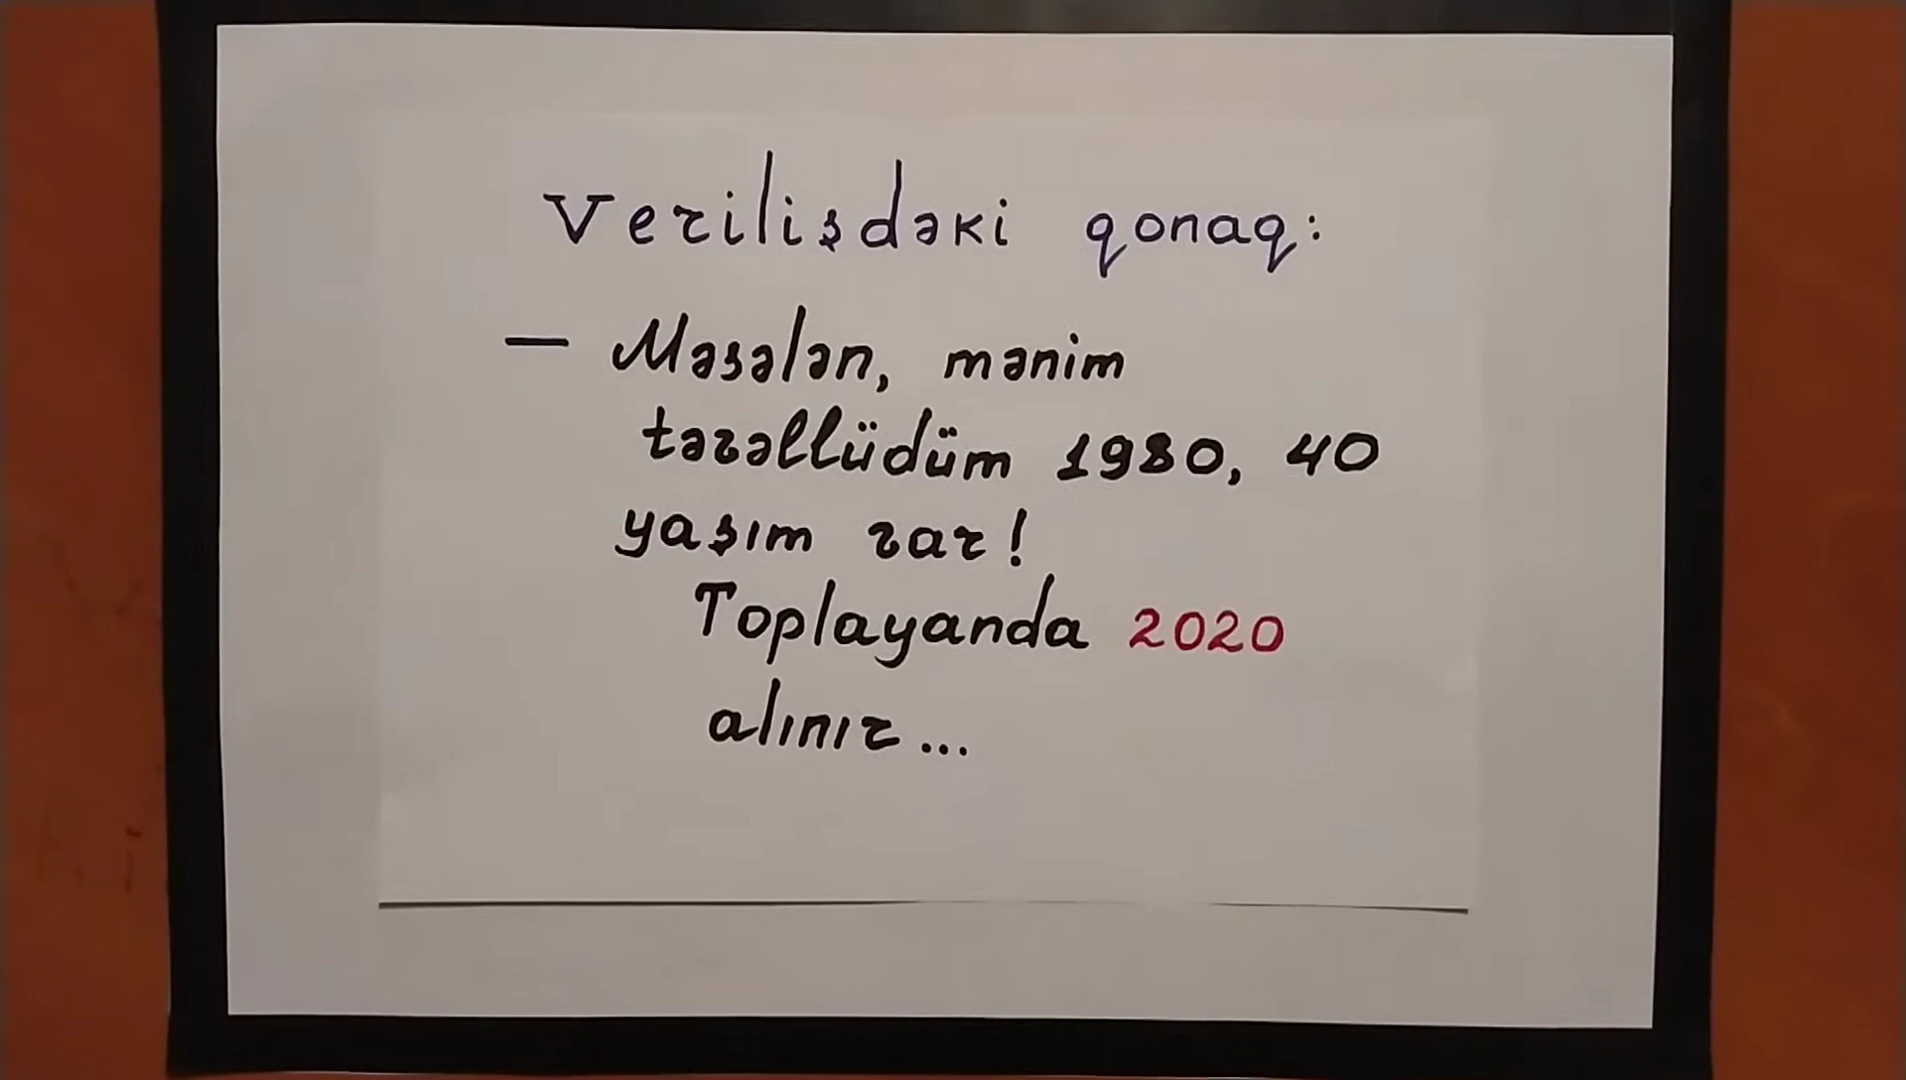 Verilişdəki qonaq:
— Məsələn, mənim
təvəllüdüm 1980, 40
yaşım var!
Toplayanda 2020
alınır...